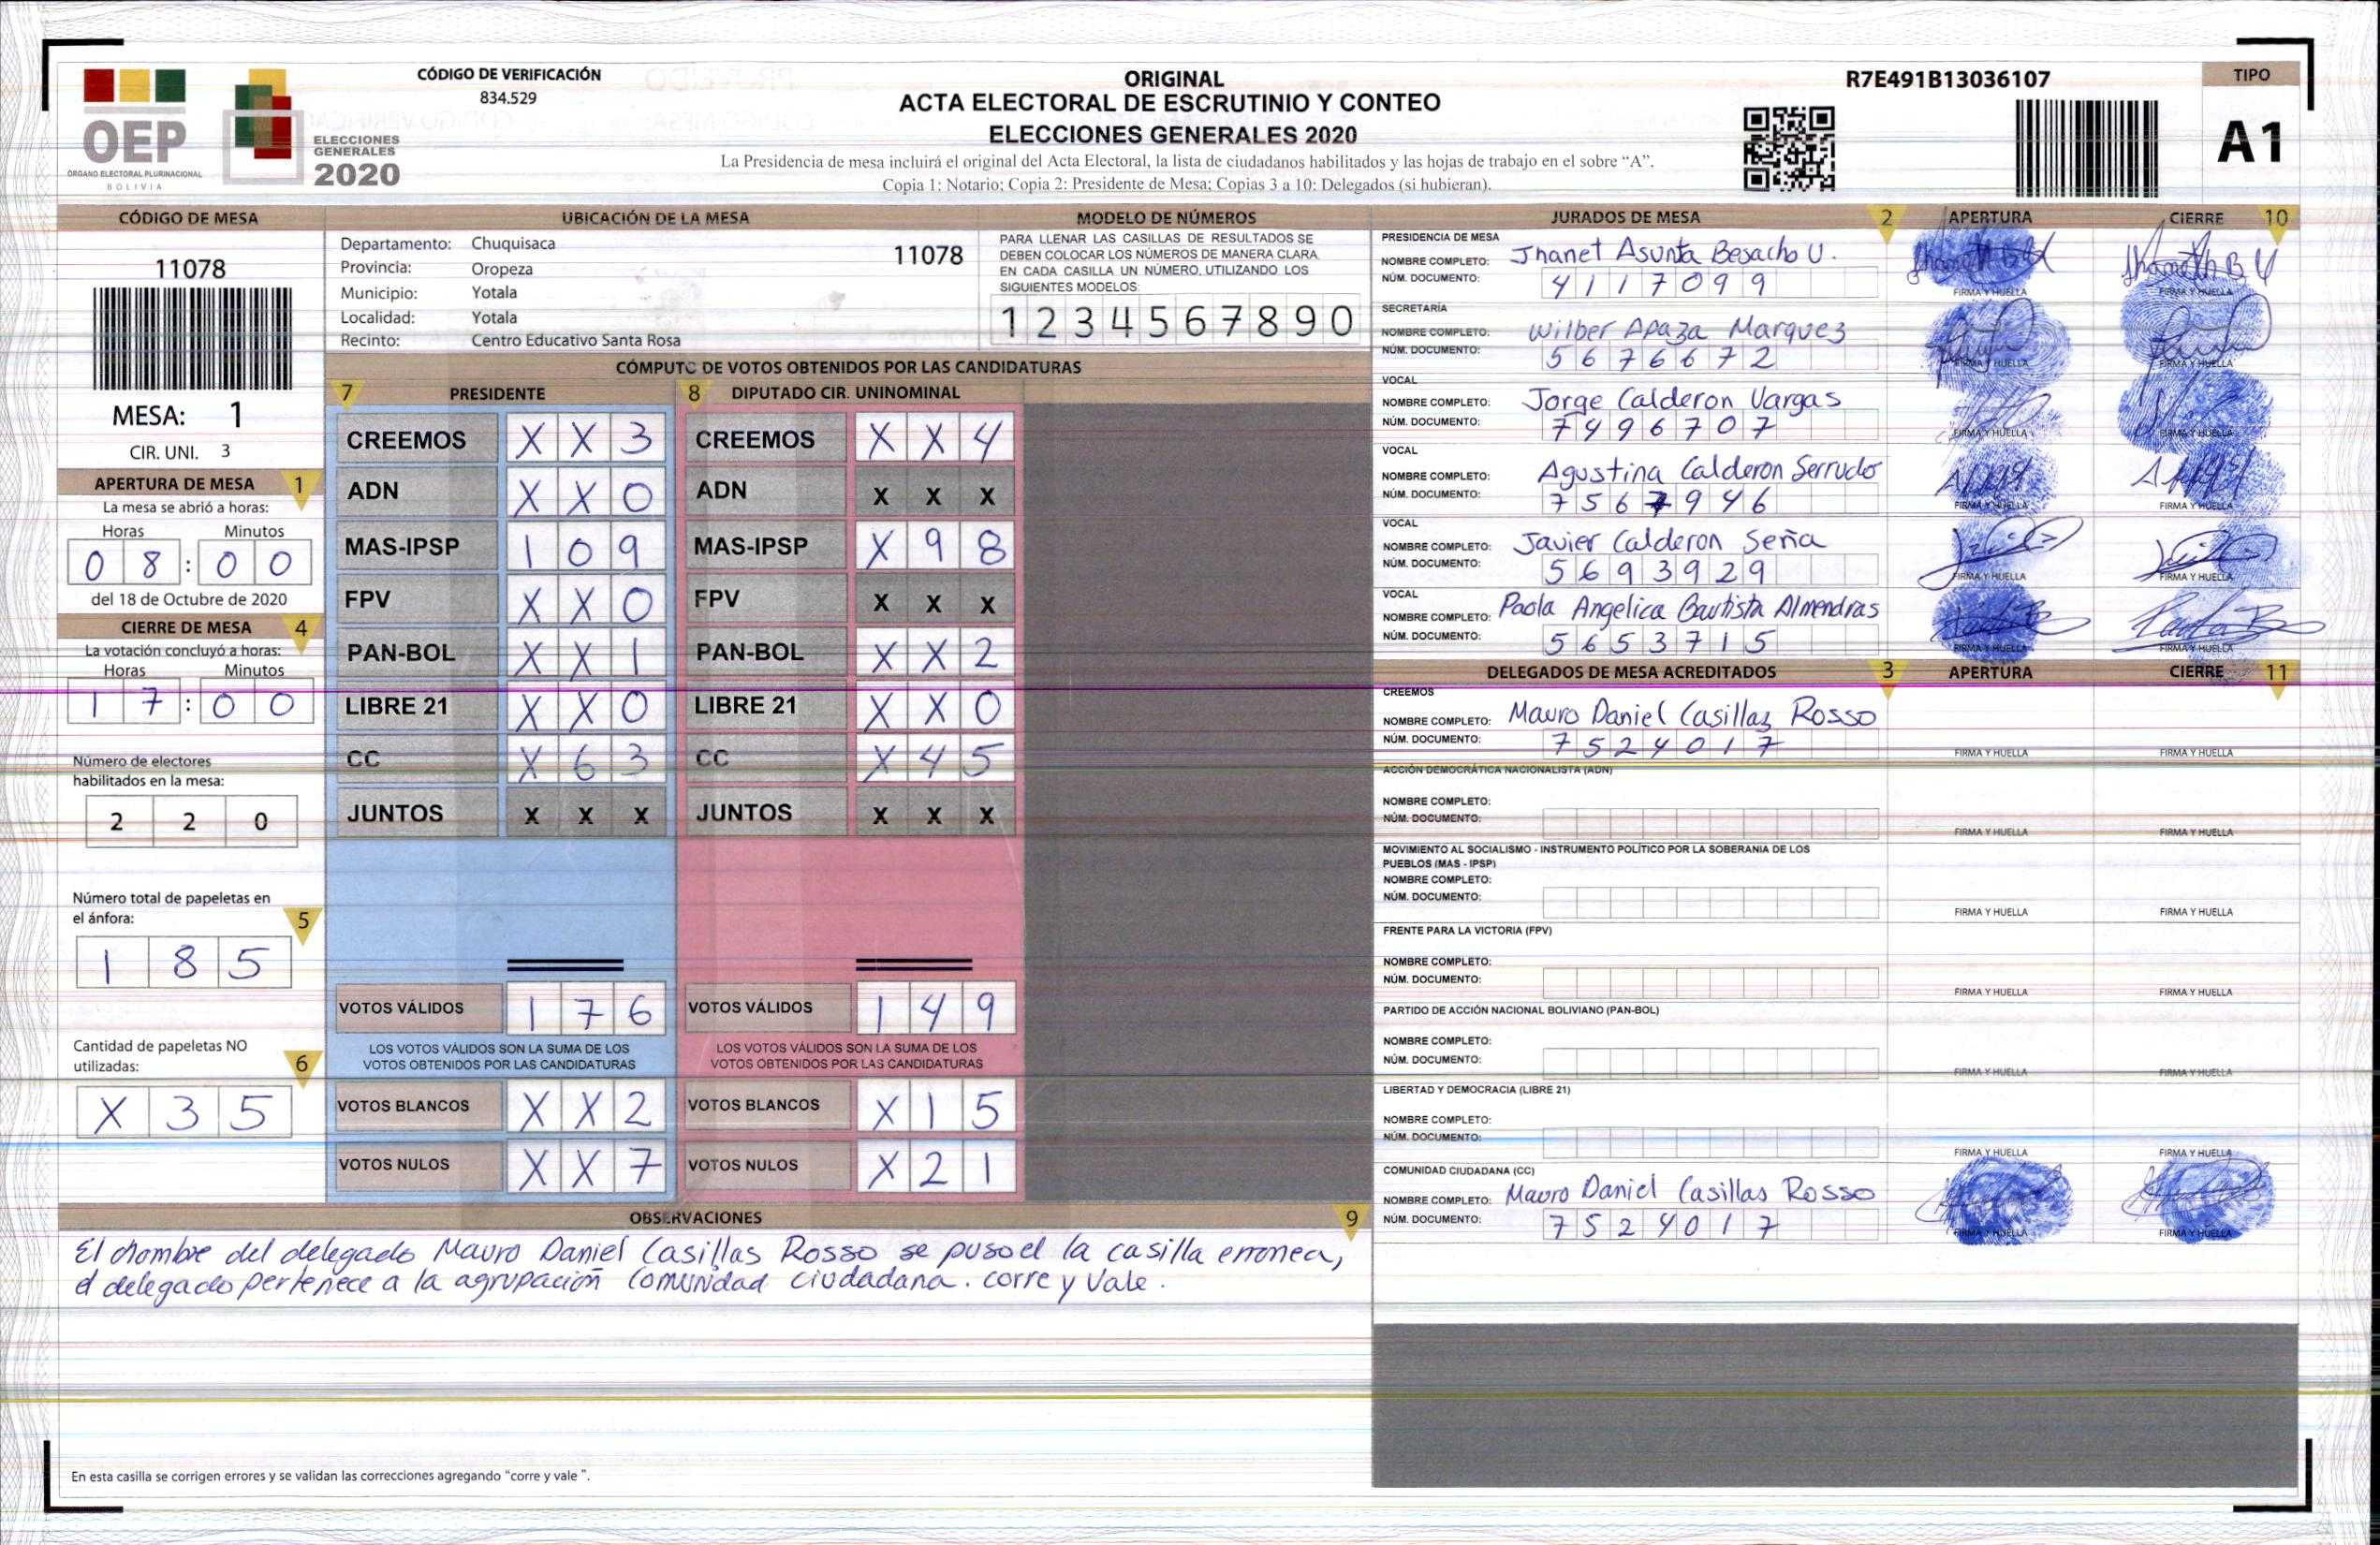 CÓDIGO DE VERIFICACIÓN
834.529
OEP
ÓRGANO ELECTORAL PLURINACIONAL
BOLIVIA
ELECCIONES
GENERALES
2020
ORIGINAL
ACTA ELECTORAL DE ESCRUTINIO Y CONTEO
ELECCIONES GENERALES 2020
La Presidencia de mesa incluirá el original del Acta Electoral, la lista de ciudadanos habilitados y las hojas de trabajo en el sobre “A”.
Copia 1: Notario; Copia 2: Presidente de Mesa; Copias 3 a 10: Delegados (si hubieran).
R7E491B13036107
TIPO
A1
CÓDIGO DE MESA
11078
MESA: 1
CIR. UNI. 3
APERTURA DE MESA 1
La mesa se abrió a horas:
Horas Minutos
0 8 : 0 0
del 18 de Octubre de 2020
CIERRE DE MESA 4
La votación concluyó a horas:
Horas Minutos
1 7 : 0 0
Número de electores
habilitados en la mesa:
2 2 0
Número total de papeletas en
el ánfora: 5
1 8 5
Cantidad de papeletas NO
utilizadas: 6
X 3 5
UBICACIÓN DE LA MESA
Departamento: Chuquisaca 11078
Provincia: Oropeza
Municipio: Yotala
Localidad: Yotala
Recinto: Centro Educativo Santa Rosa
MODELO DE NÚMEROS
PARA LLENAR LAS CASILLAS DE RESULTADOS SE
DEBEN COLOCAR LOS NÚMEROS DE MANERA CLARA
EN CADA CASILLA UN NÚMERO, UTILIZANDO LOS
SIGUIENTES MODELOS:
1 2 3 4 5 6 7 8 9 0
CÓMPUTO DE VOTOS OBTENIDOS POR LAS CANDIDATURAS
7 PRESIDENTE 8 DIPUTADO CIR. UNINOMINAL
CREEMOS X X 3 CREEMOS X X 4
ADN X X 0 ADN X X X
MAS-IPSP 1 0 9 MAS-IPSP X 9 8
FPV X X 0 FPV X X X
PAN-BOL X X 1 PAN-BOL X X 2
LIBRE 21 X X 0 LIBRE 21 X X 0
CC X 6 3 CC X 4 5
JUNTOS X X X JUNTOS X X X
VOTOS VÁLIDOS 1 7 6 VOTOS VÁLIDOS 1 4 9
LOS VOTOS VÁLIDOS SON LA SUMA DE LOS LOS VOTOS VÁLIDOS SON LA SUMA DE LOS
VOTOS OBTENIDOS POR LAS CANDIDATURAS VOTOS OBTENIDOS POR LAS CANDIDATURAS
VOTOS BLANCOS X X 2 VOTOS BLANCOS X 1 5
VOTOS NULOS X X 7 VOTOS NULOS X 2 1
OBSERVACIONES 9
El nombre del delegado Mauro Daniel Casillas Rosso se puso el la casilla erronea,
el delegado pertenece a la agrupación Comunidad ciudadana. corre y Vale.
En esta casilla se corrigen errores y se validan las correcciones agregando “corre y vale ”.
JURADOS DE MESA 2 APERTURA CIERRE 10
PRESIDENCIA DE MESA
NOMBRE COMPLETO: Jhanet Asunta Besacho U.
NÚM. DOCUMENTO: 4 1 1 7 0 9 9
FIRMA Y HUELLA FIRMA Y HUELLA
SECRETARÍA
NOMBRE COMPLETO: Wilber Apaza Marquez
NÚM. DOCUMENTO: 5 6 7 6 6 7 2
FIRMA Y HUELLA FIRMA Y HUELLA
VOCAL
NOMBRE COMPLETO: Jorge Calderon Vargas
NÚM. DOCUMENTO: 7 4 9 6 7 0 7
FIRMA Y HUELLA FIRMA Y HUELLA
VOCAL
NOMBRE COMPLETO: Agustina Calderon Serrudo
NÚM. DOCUMENTO: 7 5 6 7 9 4 6
FIRMA Y HUELLA FIRMA Y HUELLA
VOCAL
NOMBRE COMPLETO: Javier Calderon Seña
NÚM. DOCUMENTO: 5 6 9 3 9 2 9
FIRMA Y HUELLA FIRMA Y HUELLA
VOCAL
NOMBRE COMPLETO: Paola Angelica Bautista Almendras
NÚM. DOCUMENTO: 5 6 5 3 7 1 5
FIRMA Y HUELLA FIRMA Y HUELLA
DELEGADOS DE MESA ACREDITADOS 3 APERTURA CIERRE 11
CREEMOS
NOMBRE COMPLETO: Mauro Daniel Casillas Rosso
NÚM. DOCUMENTO: 7 5 2 4 0 1 7
FIRMA Y HUELLA FIRMA Y HUELLA
ACCIÓN DEMOCRÁTICA NACIONALISTA (ADN)
NOMBRE COMPLETO:
NÚM. DOCUMENTO:
FIRMA Y HUELLA FIRMA Y HUELLA
MOVIMIENTO AL SOCIALISMO - INSTRUMENTO POLÍTICO POR LA SOBERANIA DE LOS
PUEBLOS (MAS - IPSP)
NOMBRE COMPLETO:
NÚM. DOCUMENTO:
FIRMA Y HUELLA FIRMA Y HUELLA
FRENTE PARA LA VICTORIA (FPV)
NOMBRE COMPLETO:
NÚM. DOCUMENTO:
FIRMA Y HUELLA FIRMA Y HUELLA
PARTIDO DE ACCIÓN NACIONAL BOLIVIANO (PAN-BOL)
NOMBRE COMPLETO:
NÚM. DOCUMENTO:
FIRMA Y HUELLA FIRMA Y HUELLA
LIBERTAD Y DEMOCRACIA (LIBRE 21)
NOMBRE COMPLETO:
NÚM. DOCUMENTO:
FIRMA Y HUELLA FIRMA Y HUELLA
COMUNIDAD CIUDADANA (CC)
NOMBRE COMPLETO: Mauro Daniel Casillas Rosso
NÚM. DOCUMENTO: 7 5 2 4 0 1 7
FIRMA Y HUELLA FIRMA Y HUELLA